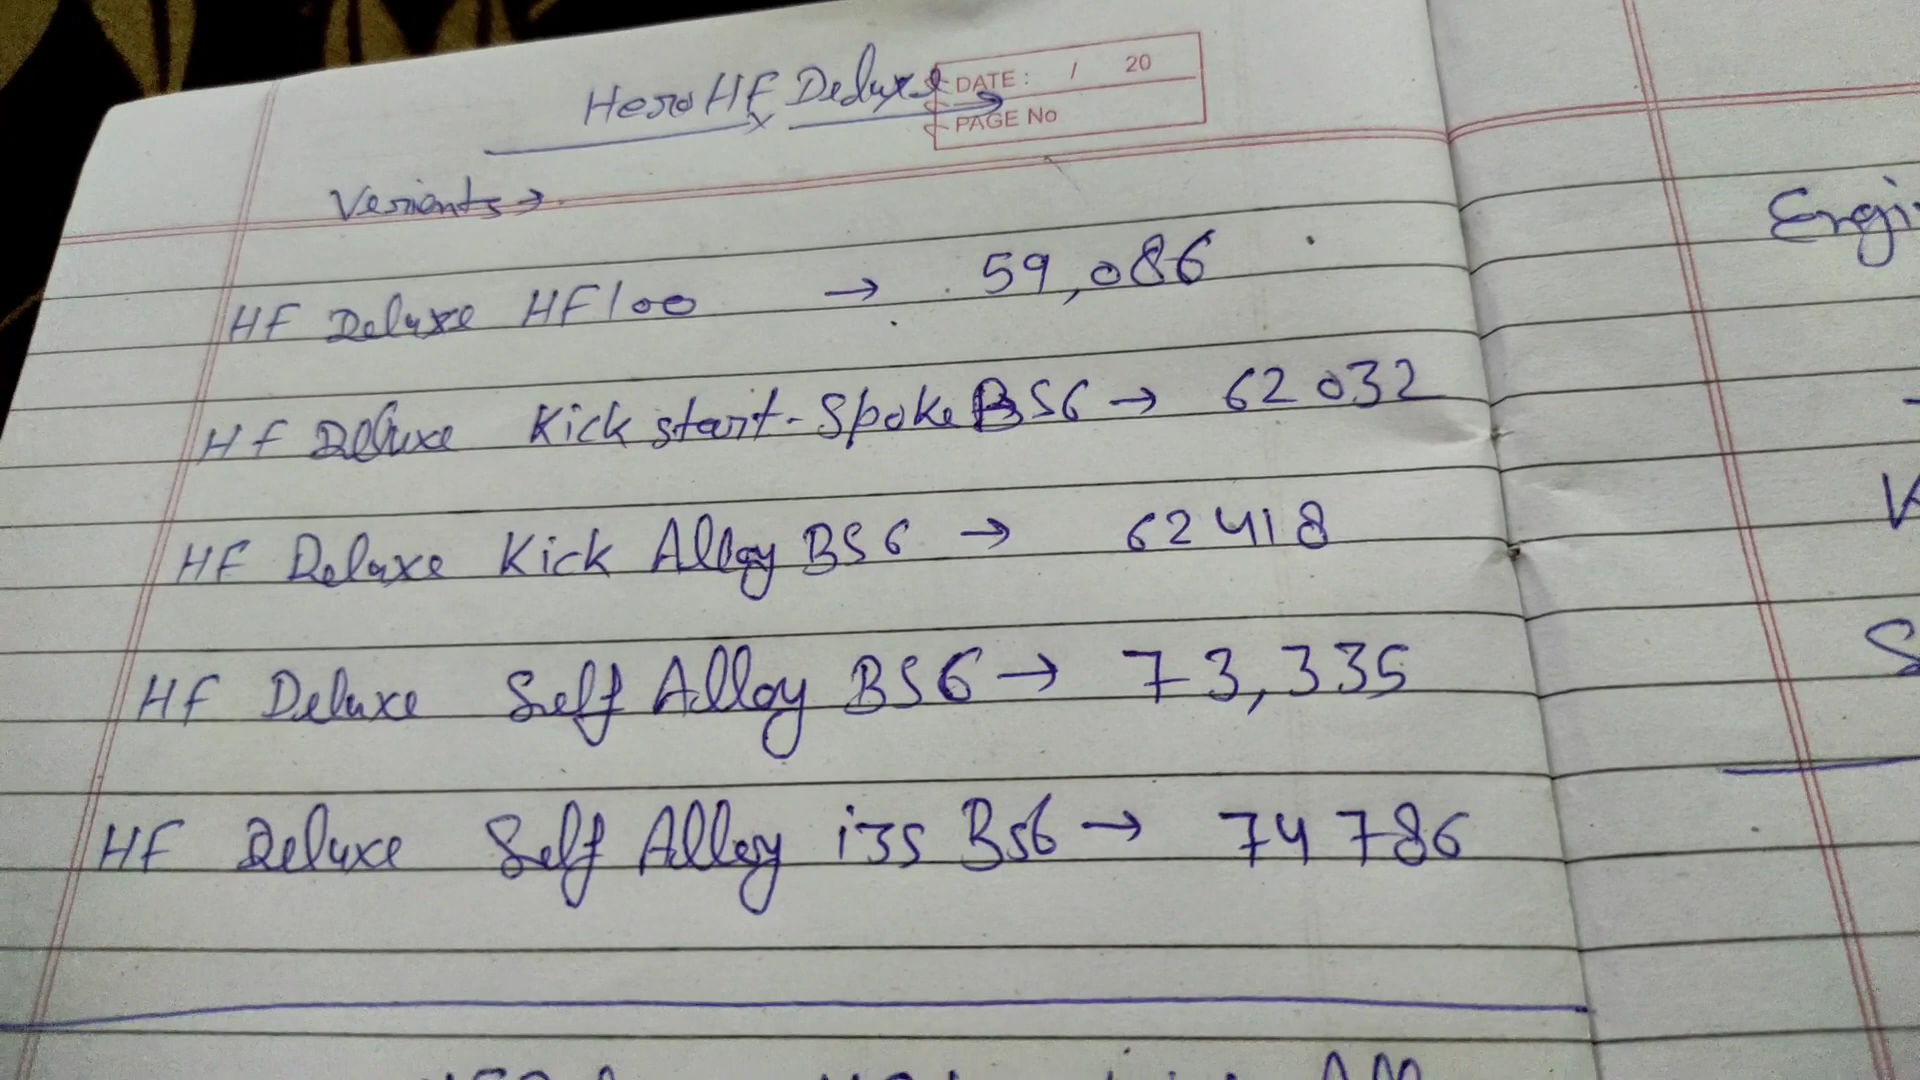 Hero HF Deluxe
DATE : / 20
PAGE No
Verients →
HF Deluxe HF100 → 59,086
HF Deluxe Kick start - Spoke BS6 → 62032
HF Deluxe Kick Alloy BS6 → 62418
HF Deluxe Self Alloy BS6 → 73,335
HF Deluxe Self Alloy i3s BS6 → 74786